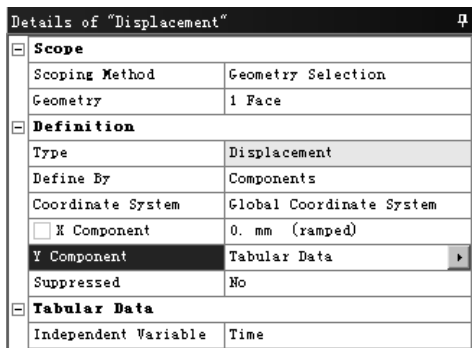 Details of "Displacement"
Scope
Scoping Method Geometry Selection
Geometry 1 Face
Definition
Type Displacement
Define By Components
Coordinate System Global Coordinate System
X Component 0. mm (ramped)
Y Component Tabular Data
Suppressed No
Tabular Data
Independent Variable Time